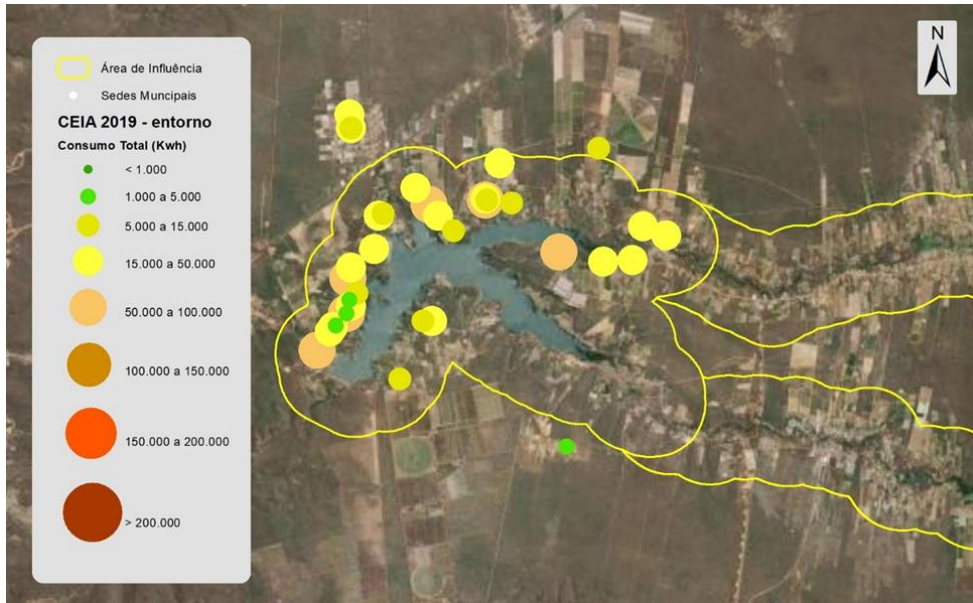 N
Área de Influência
Sedes Muncipais
CEIA 2019 - entorno
Consumo Total (Kwh)
< 1.000
1.000 a 5.000
5.000 a 15.000
15.000 a 50.000
50.000 a 100.000
100.000 a 150.000
150.000 a 200.000
> 200.000